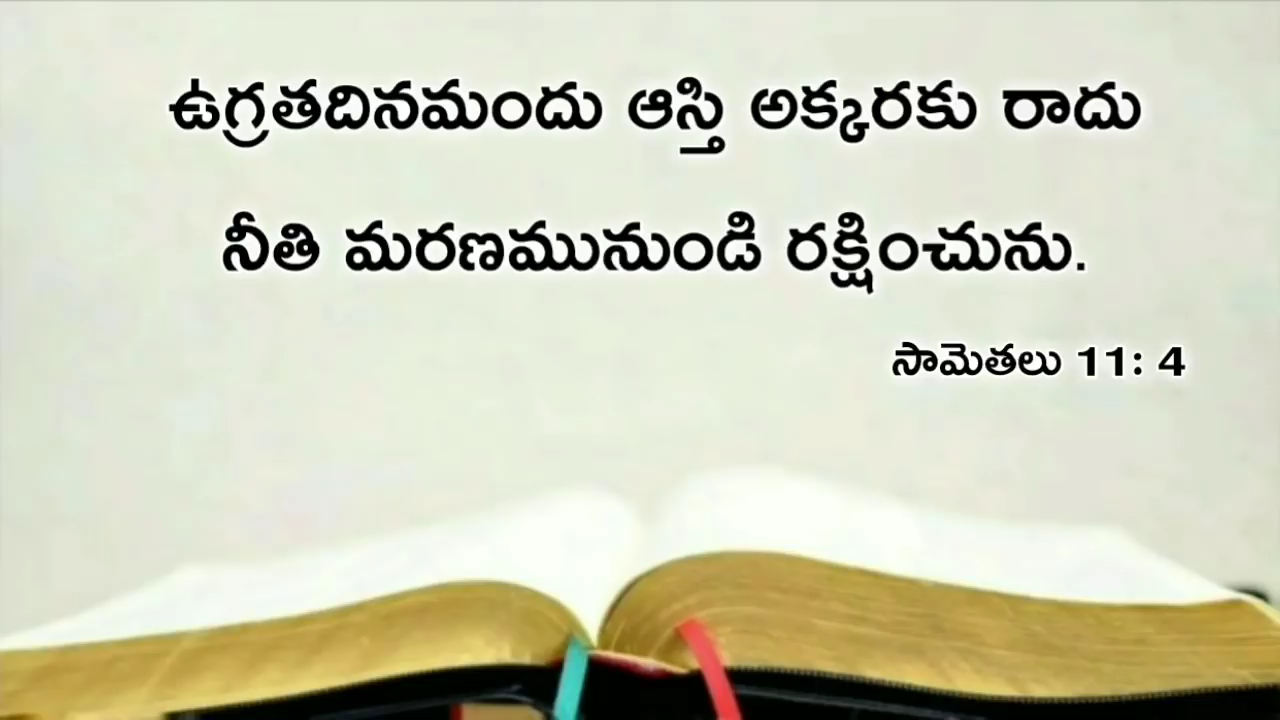 ఉగ్రతదినమందు ఆస్తి అక్కరకు రాదు
నీతి మరణమునుండి రక్షించును.
సామెతలు 11: 4